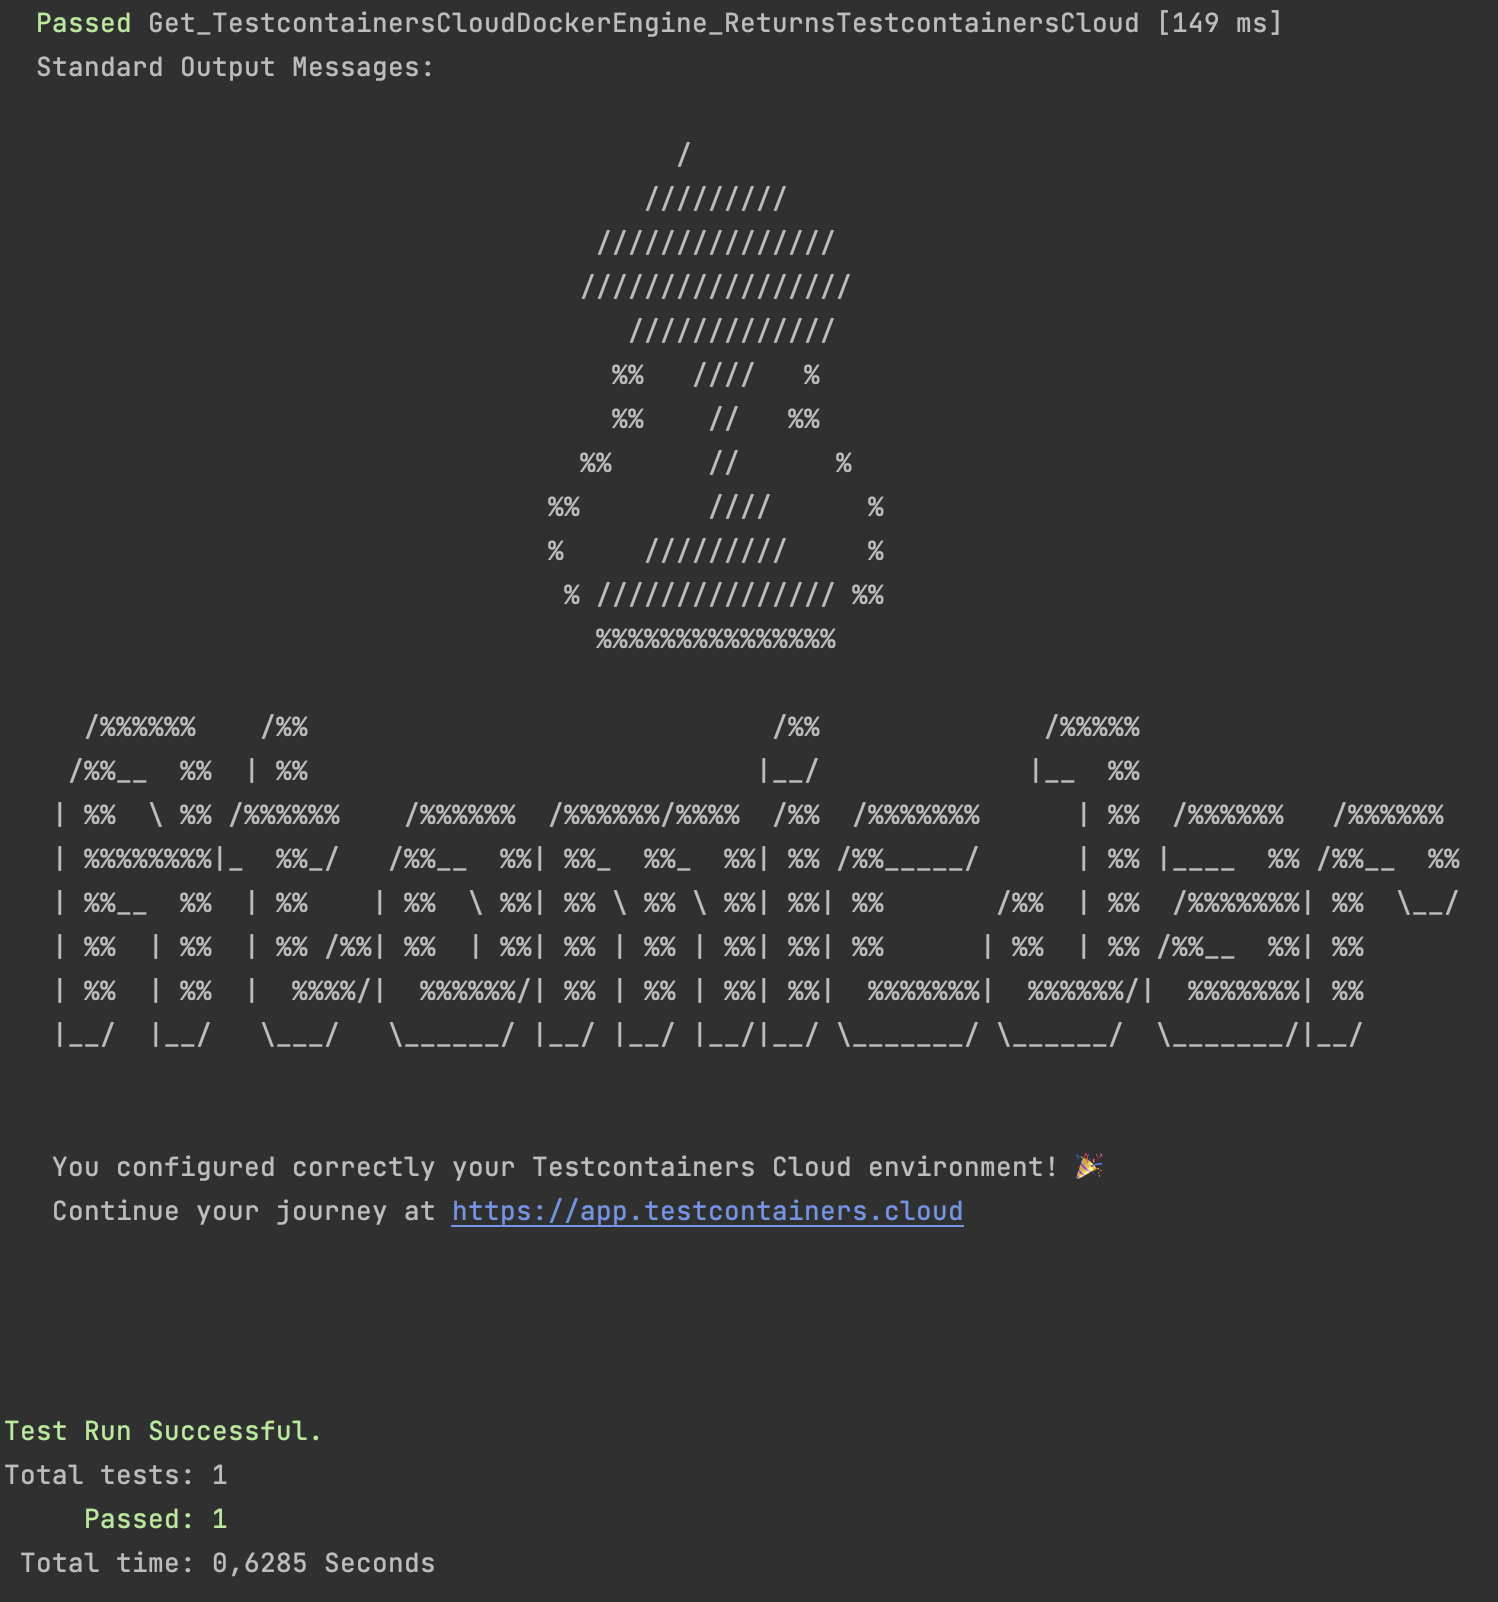 Passed Get_TestcontainersCloudDockerEngine_ReturnsTestcontainersCloud [149 ms]
  Standard Output Messages:

                                          /
                                        /////////
                                     ///////////////
                                    /////////////////
                                       /////////////
                                      %%   ////   %
                                      %%    //   %%
                                    %%      //      %
                                  %%        ////      %
                                  %     /////////     %
                                   % /////////////// %%
                                     %%%%%%%%%%%%%%%

     /%%%%%%    /%%                             /%%              /%%%%%
    /%%__  %%  | %%                            |__/             |__  %%
   | %%  \ %% /%%%%%%    /%%%%%%  /%%%%%%/%%%%  /%%  /%%%%%%%      | %%  /%%%%%%   /%%%%%%
   | %%%%%%%%|_  %%_/   /%%__  %%| %%_  %%_  %%| %% /%%_____/      | %% |____  %% /%%__  %%
   | %%__  %%  | %%    | %%  \ %%| %% \ %% \ %%| %%| %%       /%%  | %%  /%%%%%%%| %%  \__/
   | %%  | %%  | %% /%%| %%  | %%| %% | %% | %%| %%| %%      | %%  | %% /%%__  %%| %%
   | %%  | %%  |  %%%%/|  %%%%%%/| %% | %% | %%| %%|  %%%%%%%|  %%%%%%/|  %%%%%%%| %%
   |__/  |__/   \___/   \______/ |__/ |__/ |__/|__/ \_______/ \______/  \_______/|__/

   You configured correctly your Testcontainers Cloud environment! 🎉
   Continue your journey at https://app.testcontainers.cloud

Test Run Successful.
Total tests: 1
     Passed: 1
 Total time: 0,6285 Seconds